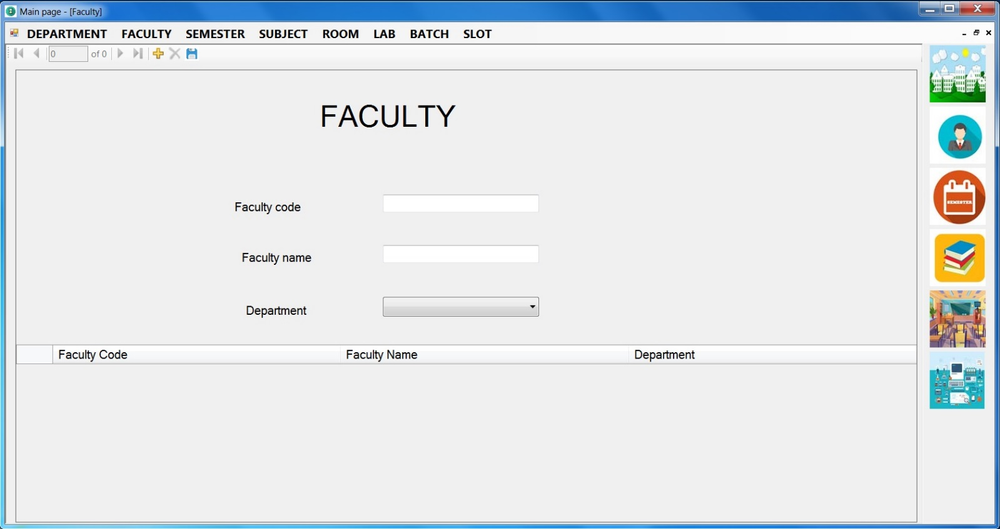 Main page - [Faculty]
DEPARTMENT FACULTY SEMESTER SUBJECT ROOM LAB BATCH SLOT
0 of 0
FACULTY
Faculty code
Faculty name
Department
Faculty Code Faculty Name Department
SEMESTER